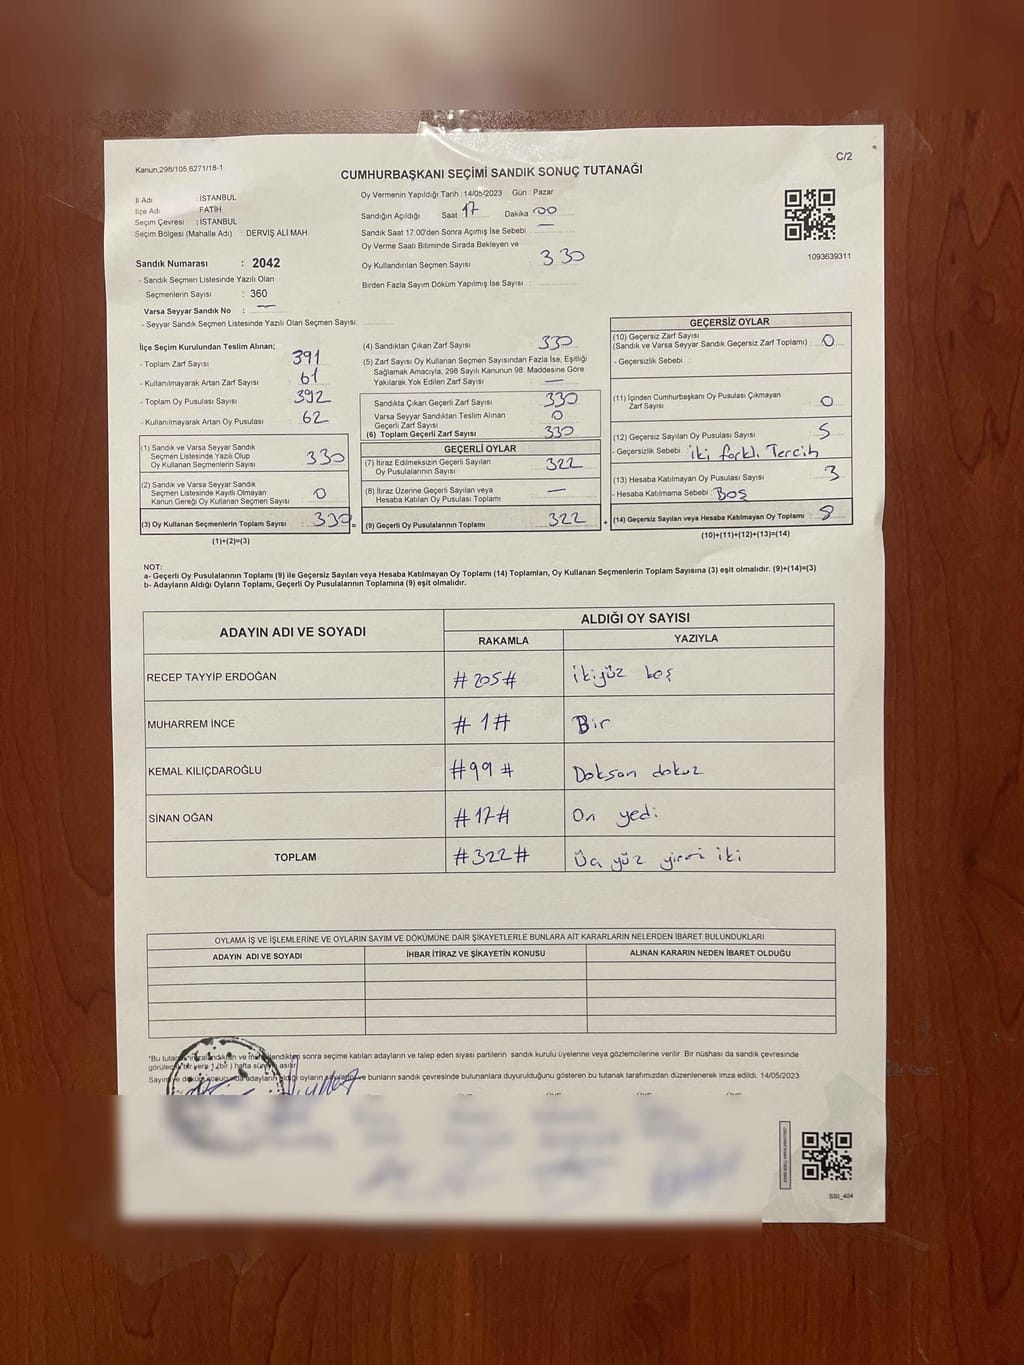 Kanun;298/105,6271/18-1
C/2
CUMHURBAŞKANI SEÇİMİ SANDIK SONUÇ TUTANAĞI
İl Adı : İSTANBUL
İlçe Adı : FATİH
Seçim Çevresi : İSTANBUL
Seçim Bölgesi (Mahalle Adı) : DERVİŞ ALİ MAH.
Sandık Numarası : 2042
- Sandık Seçmen Listesinde Yazılı Olan
Seçmenlerin Sayısı : 360
Varsa Seyyar Sandık No : —
- Seyyar Sandık Seçmen Listesinde Yazılı Olan Seçmen Sayısı:
Oy Vermenin Yapıldığı Tarih : 14/05/2023 Gün : Pazar
Sandığın Açıldığı Saat 17 Dakika 00
Sandık Saat 17:00'den Sonra Açımış İse Sebebi : —
Oy Verme Saati Bitiminde Sırada Bekleyen ve
Oy Kullandırılan Seçmen Sayısı : 330
Birden Fazla Sayım Döküm Yapılmış İse Sayısı :
1093639311
İlçe Seçim Kurulundan Teslim Alınan;
- Toplam Zarf Sayısı 391
- Kullanılmayarak Artan Zarf Sayısı 61
- Toplam Oy Pusulası Sayısı 392
- Kullanılmayarak Artan Oy Pusulası 62
(1) Sandık ve Varsa Seyyar Sandık
Seçmen Listesinde Yazılı Olup
Oy Kullanan Seçmenlerin Sayısı 330
(2) Sandık ve Varsa Seyyar Sandık
Seçmen Listesinde Kayıtlı Olmayan
Kanun Gereği Oy Kullanan Seçmen Sayısı 0
(3) Oy Kullanan Seçmenlerin Toplam Sayısı 330 =
(1)+(2)=(3)
(4) Sandıktan Çıkan Zarf Sayısı 330
(5) Zarf Sayısı Oy Kullanan Seçmen Sayısından Fazla İse, Eşitliği
Sağlamak Amacıyla, 298 Sayılı Kanunun 98. Maddesine Göre
Yakılarak Yok Edilen Zarf Sayısı —
Sandıkta Çıkan Geçerli Zarf Sayısı 330
Varsa Seyyar Sandıktan Teslim Alınan
Geçerli Zarf Sayısı 0
(6) Toplam Geçerli Zarf Sayısı 330
GEÇERLİ OYLAR
(7) İtiraz Edilmeksizin Geçerli Sayılan
Oy Pusulalarının Sayısı 322
(8) İtiraz Üzerine Geçerli Sayılan veya
Hesaba Katılan Oy Pusulası Toplamı —
(9) Geçerli Oy Pusulalarının Toplamı 322 +
GEÇERSİZ OYLAR
(10) Geçersiz Zarf Sayısı
(Sandık ve Varsa Seyyar Sandık Geçersiz Zarf Toplamı) 0
- Geçersizlik Sebebi :
(11) İçinden Cumhurbaşkanı Oy Pusulası Çıkmayan
Zarf Sayısı 0
(12) Geçersiz Sayılan Oy Pusulası Sayısı 5
- Geçersizlik Sebebi : iki farklı Tercih
(13) Hesaba Katılmayan Oy Pusulası Sayısı 3
- Hesaba Katılmama Sebebi : Boş
(14) Geçersiz Sayılan veya Hesaba Katılmayan Oy Toplamı 8
(10)+(11)+(12)+(13)=(14)
NOT:
a- Geçerli Oy Pusulalarının Toplamı (9) ile Geçersiz Sayılan veya Hesaba Katılmayan Oy Toplamı (14) Toplamları, Oy Kullanan Seçmenlerin Toplam Sayısına (3) eşit olmalıdır. (9)+(14)=(3)
b- Adayların Aldığı Oyların Toplamı, Geçerli Oy Pusulalarının Toplamına (9) eşit olmalıdır.
ADAYIN ADI VE SOYADI ALDIĞI OY SAYISI
RAKAMLA YAZIYLA
RECEP TAYYİP ERDOĞAN #205# ikiyüz beş
MUHARREM İNCE #1# Bir
KEMAL KILIÇDAROĞLU #99# Doksan dokuz
SİNAN OĞAN #17# On yedi
TOPLAM #322# Üç yüz yirmi iki
OYLAMA İŞ VE İŞLEMLERİNE VE OYLARIN SAYIM VE DÖKÜMÜNE DAİR ŞİKAYETLERLE BUNLARA AİT KARARLARIN NELERDEN İBARET BULUNDUKLARI
ADAYIN ADI VE SOYADI İHBAR İTİRAZ VE ŞİKAYETİN KONUSU ALINAN KARARIN NEDEN İBARET OLDUĞU
*Bu sonra seçime katılan adayların ve talep eden siyasi partilerin sandık kurulu üyelerine veya gözlemcilerine verilir. Bir nüshası da sandık çevresinde
bir yere 1 (bir) hafta asılır.
adayların aldığı ve bunların sandık çevresinde bulunanlara duyurulduğunu gösteren bu tutanak tarafımızdan düzenlenerek imza edildi. 14/05/2023
SSI_404